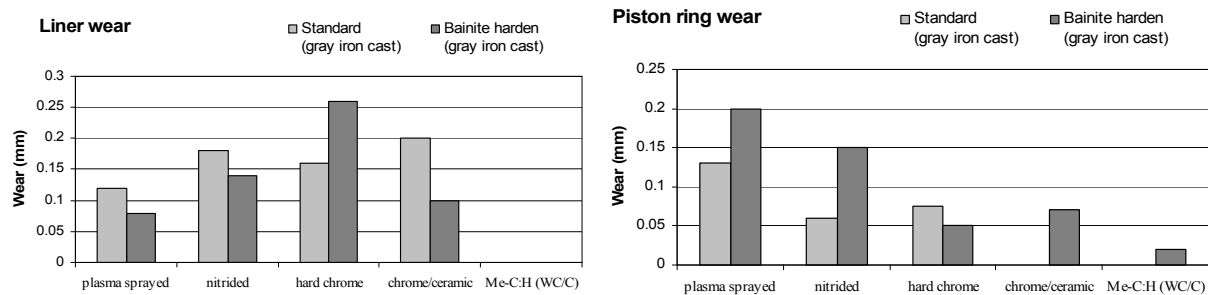 Liner wear
Standard
(gray iron cast)
Bainite harden
(gray iron cast)
Wear (mm)
0.3
0.25
0.2
0.15
0.1
0.05
0
plasma sprayed
nitrided
hard chrome
chrome/ceramic
Me-C:H (WC/C)
Piston ring wear
Standard
(gray iron cast)
Bainite harden
(gray iron cast)
Wear (mm)
0.25
0.2
0.15
0.1
0.05
0
plasma sprayed
nitrided
hard chrome
chrome/ceramic
Me-C:H (WC/C)